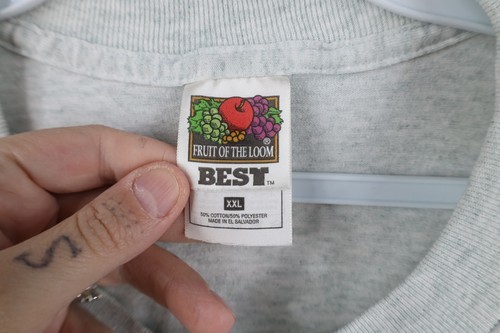 FRUIT OF THE LOOM ®
BEST™
XXL
50% COTTON/50% POLYESTER
MADE IN EL SALVADOR